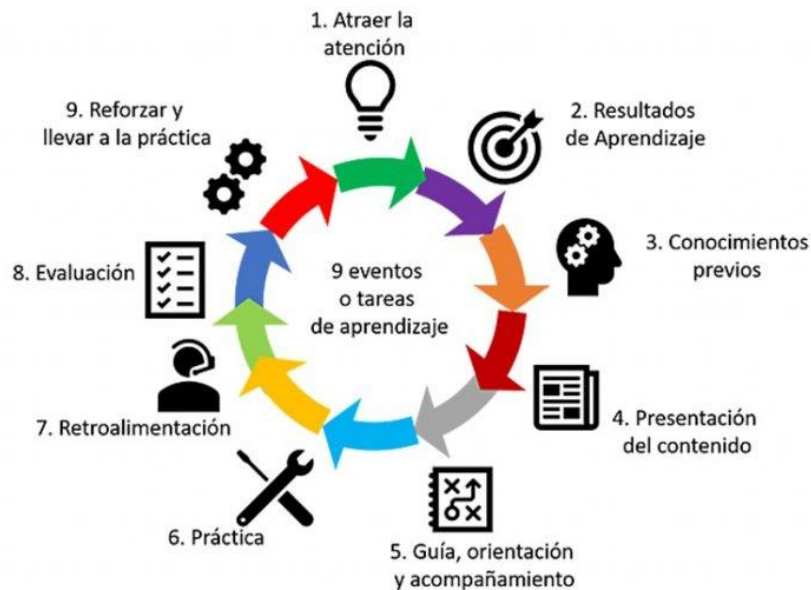 1. Atraer la
atención
2. Resultados
de Aprendizaje
3. Conocimientos
previos
4. Presentación
del contenido
5. Guía, orientación
y acompañamiento
6. Práctica
7. Retroalimentación
8. Evaluación
9. Reforzar y
llevar a la práctica
9 eventos
o tareas
de aprendizaje